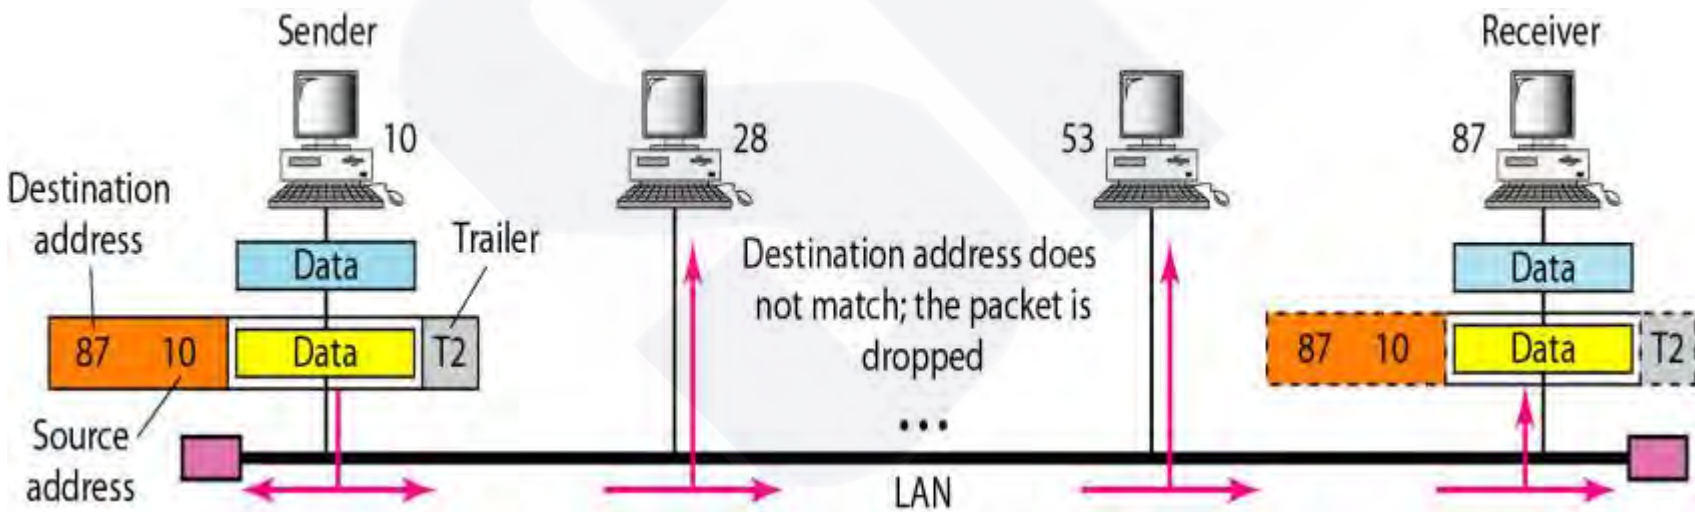 Sender
Receiver
10
28
53
87
Destination
address
Trailer
Data
Destination address does
not match; the packet is
dropped
Data
87 10
Data
T2
87 10
Data
T2
Source
address
...
LAN